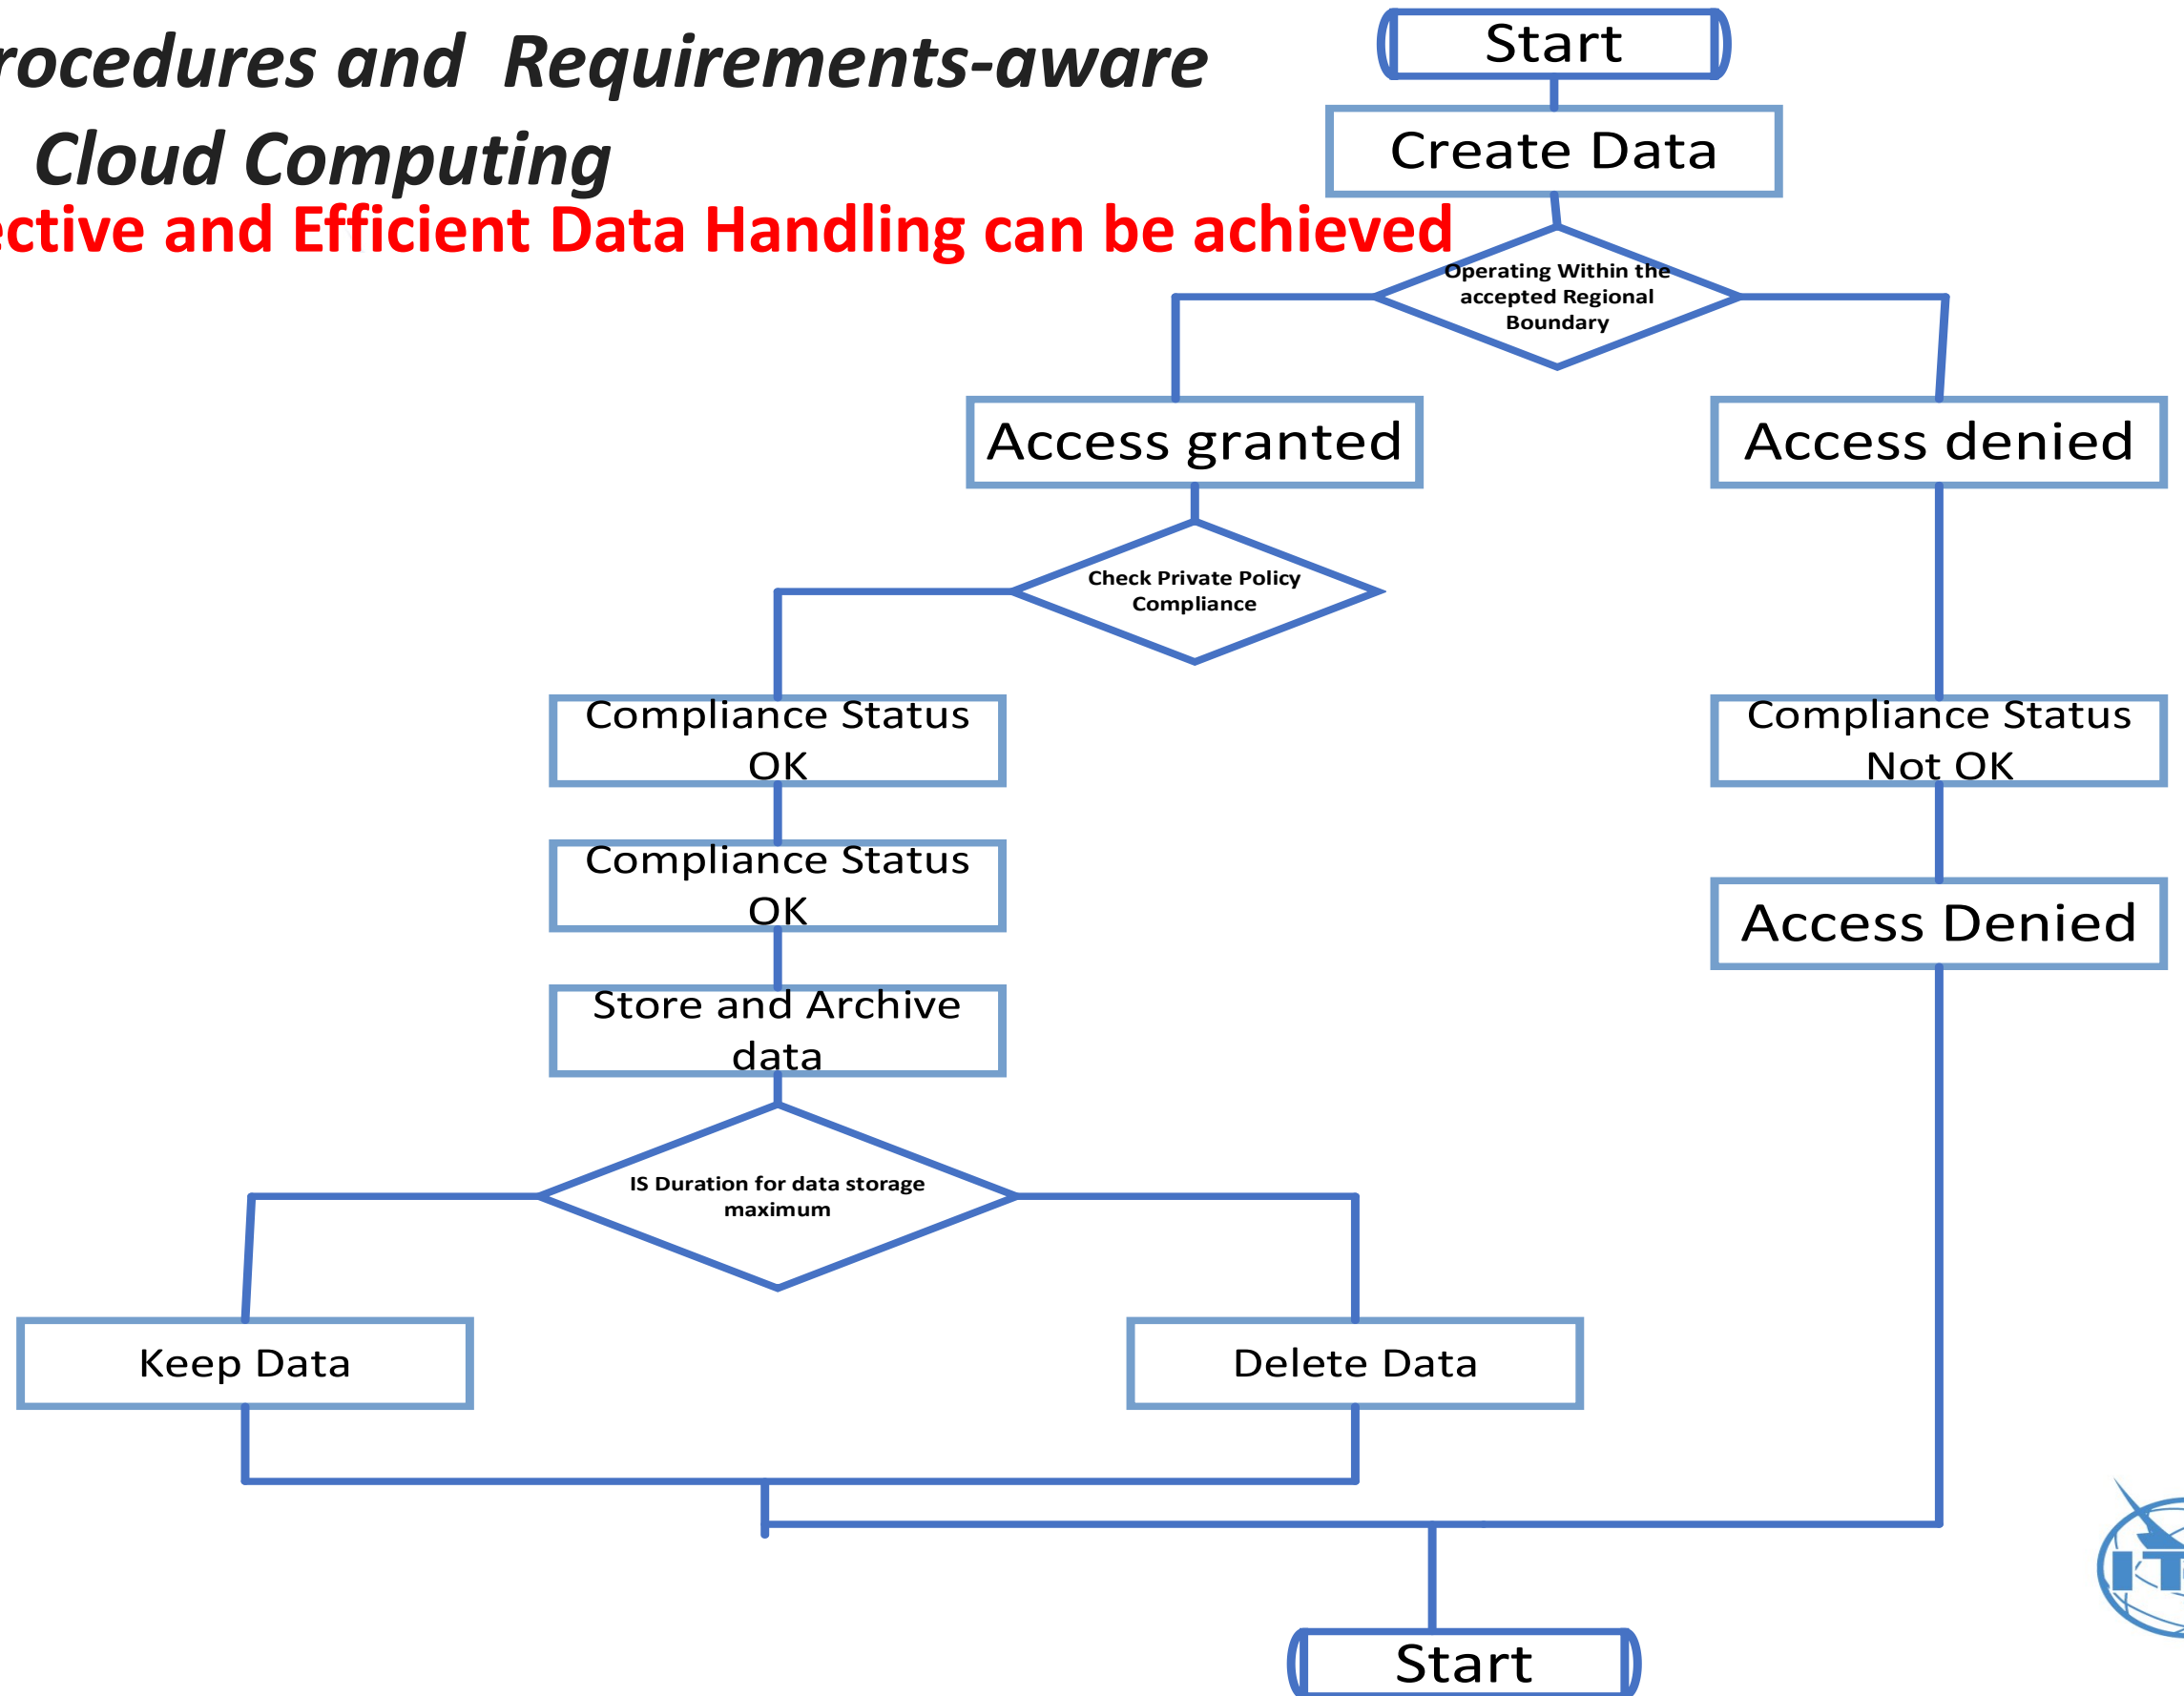 rocedures and Requirements-aware
Cloud Computing
ective and Efficient Data Handling can be achieved
Start
Create Data
Operating Within the
accepted Regional
Boundary
Access granted
Access denied
Check Private Policy
Compliance
Compliance Status
OK
Compliance Status
Not OK
Compliance Status
OK
Access Denied
Store and Archive
data
IS Duration for data storage
maximum
Keep Data
Delete Data
Start
IT